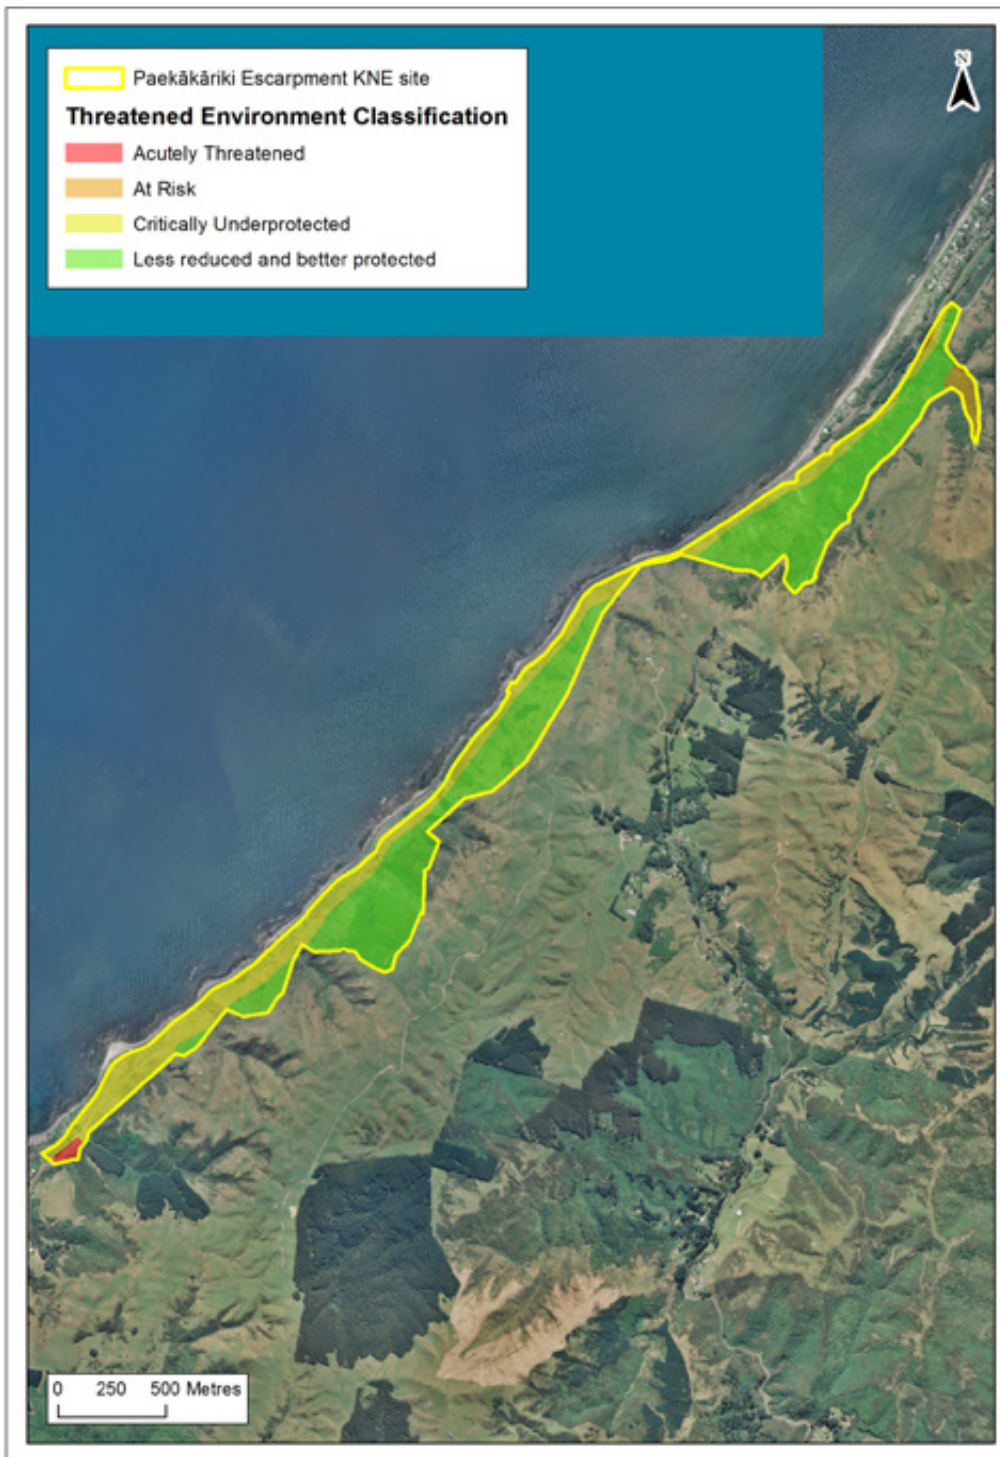 Paekākāriki Escarpment KNE site
Threatened Environment Classification
Acutely Threatened
At Risk
Critically Underprotected
Less reduced and better protected
N
0 250 500 Metres